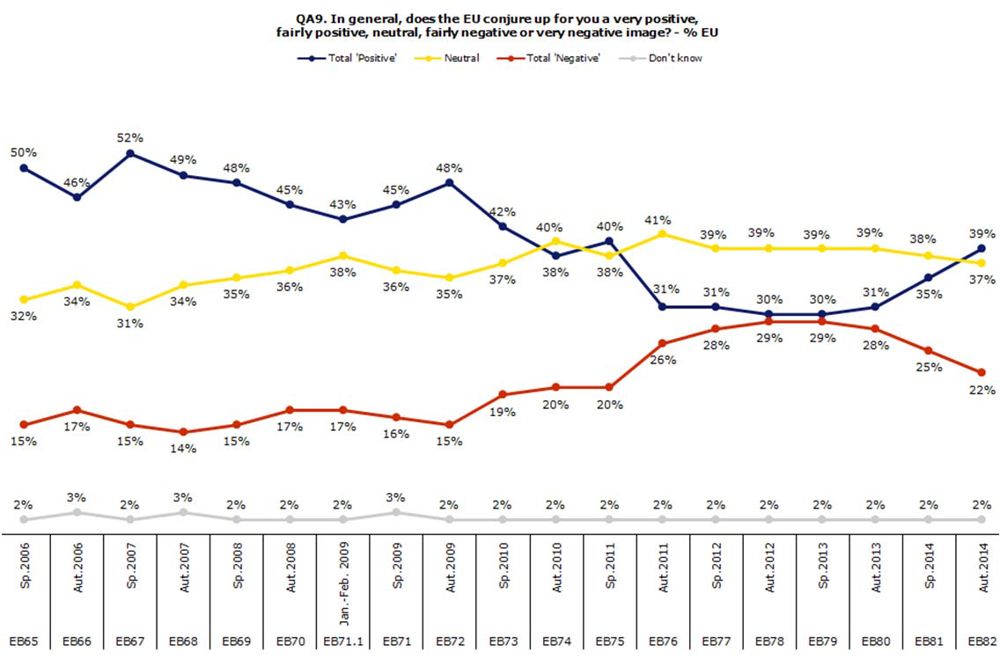 QA9. In general, does the EU conjure up for you a very positive,
fairly positive, neutral, fairly negative or very negative image? - % EU
Total 'Positive' Neutral Total 'Negative' Don't know
50% 46% 52% 49% 48% 45% 43% 45% 48% 42% 38% 40% 31% 31% 30% 30% 31% 35% 39%
32% 34% 31% 34% 35% 36% 38% 36% 35% 37% 40% 38% 41% 39% 39% 39% 39% 38% 37%
15% 17% 15% 14% 15% 17% 17% 16% 15% 19% 20% 20% 26% 28% 29% 29% 28% 25% 22%
2% 3% 2% 3% 2% 2% 2% 3% 2% 2% 2% 2% 2% 2% 2% 2% 2% 2% 2%
Sp.2006 Aut.2006 Sp.2007 Aut.2007 Sp.2008 Aut.2008 Jan.-Feb. 2009 Sp.2009 Aut.2009 Sp.2010 Aut.2010 Sp.2011 Aut.2011 Sp.2012 Aut.2012 Sp.2013 Aut.2013 Sp.2014 Aut.2014
EB65 EB66 EB67 EB68 EB69 EB70 EB71.1 EB71 EB72 EB73 EB74 EB75 EB76 EB77 EB78 EB79 EB80 EB81 EB82